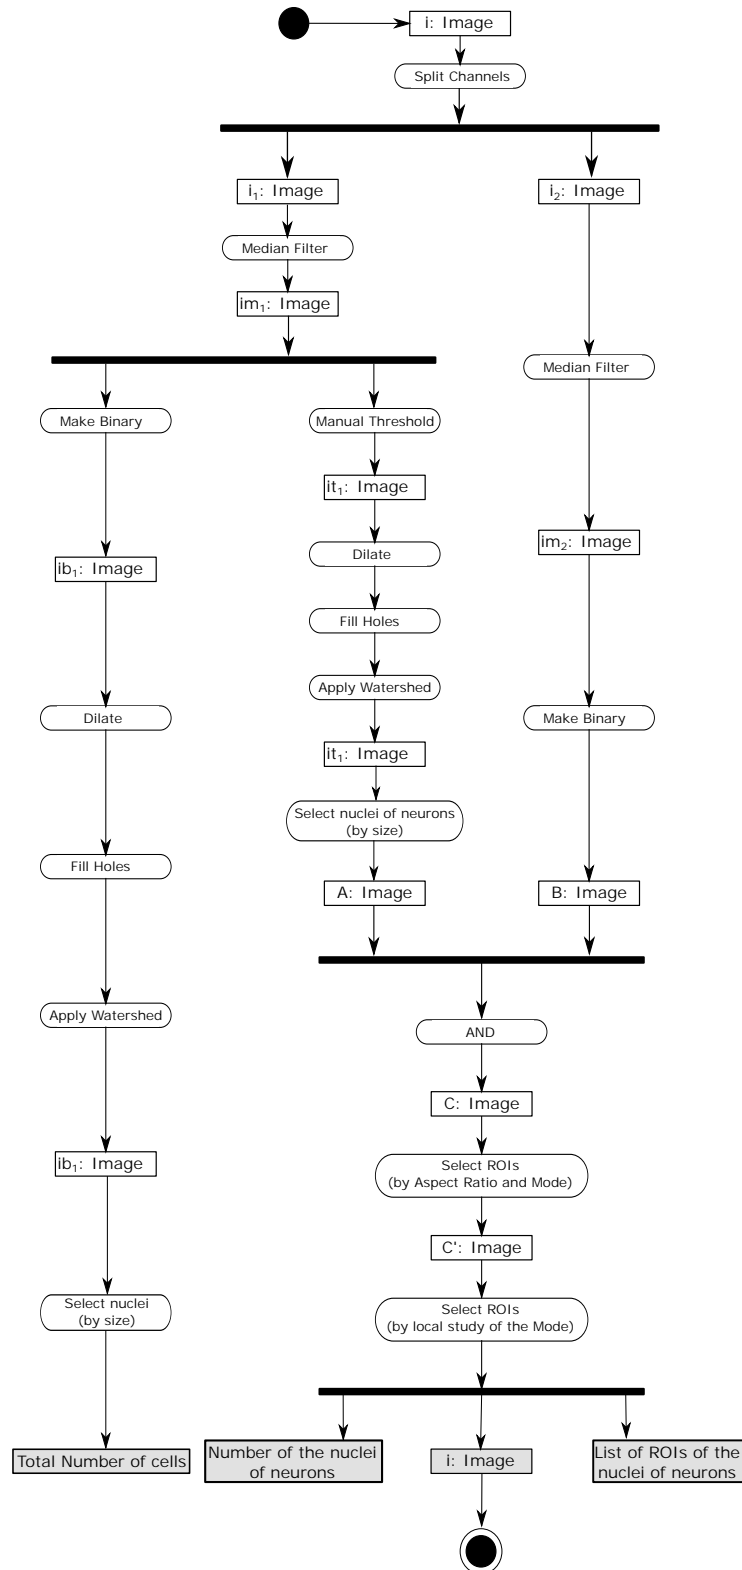 i: Image
Split Channels
i₁: Image
i₂: Image
Median Filter
im₁: Image
Median Filter
Make Binary
Manual Threshold
it₁: Image
im₂: Image
Dilate
ib₁: Image
Fill Holes
Apply Watershed
Dilate
Make Binary
it₁: Image
Select nuclei of neurons
(by size)
Fill Holes
A: Image
B: Image
Apply Watershed
AND
C: Image
ib₁: Image
Select ROIs
(by Aspect Ratio and Mode)
C': Image
Select nuclei
(by size)
Select ROIs
(by local study of the Mode)
Total Number of cells
Number of the nuclei
of neurons
i: Image
List of ROIs of the
nuclei of neurons